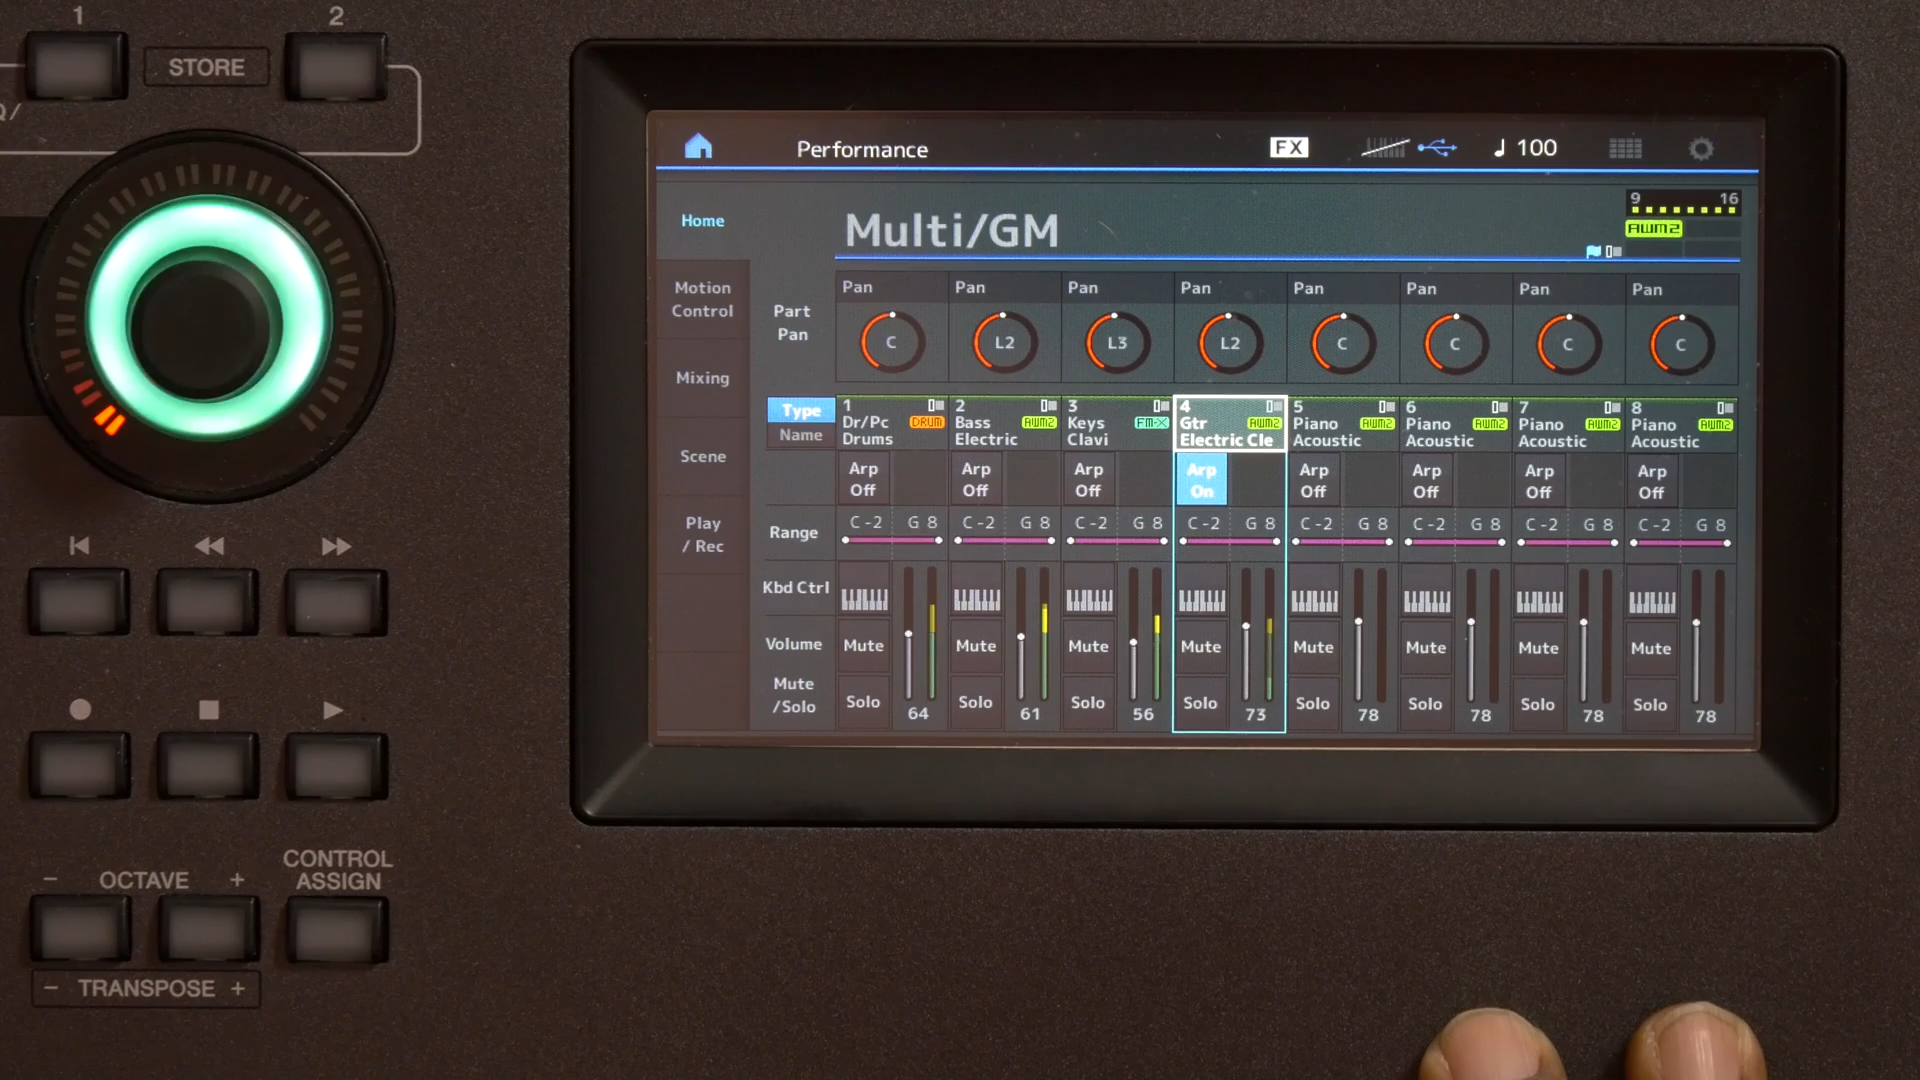 1
2
STORE
Q/
OCTAVE
- +
CONTROL
ASSIGN
- TRANSPOSE +
Performance
FX
♩ 100
Home
Multi/GM
9 16
AWM2
Motion
Control
Mixing
Scene
Play
/ Rec
Part
Pan
Pan Pan Pan Pan Pan Pan Pan Pan
C L2 L3 L2 C C C C
Type
Name
1 2 3 4 5 6 7 8
Dr/Pc DRUM Bass AWM2 Keys FM-X Gtr AWM2 Piano AWM2 Piano AWM2 Piano AWM2 Piano AWM2
Drums Electric Clavi Electric Cle Acoustic Acoustic Acoustic Acoustic
Arp Arp Arp Arp Arp Arp Arp Arp
Off Off Off On Off Off Off Off
Range C -2 G 8 C -2 G 8 C -2 G 8 C -2 G 8 C -2 G 8 C -2 G 8 C -2 G 8 C -2 G 8
Kbd Ctrl
Volume Mute Mute Mute Mute Mute Mute Mute Mute
Mute
/Solo Solo Solo Solo Solo Solo Solo Solo Solo
64 61 56 73 78 78 78 78